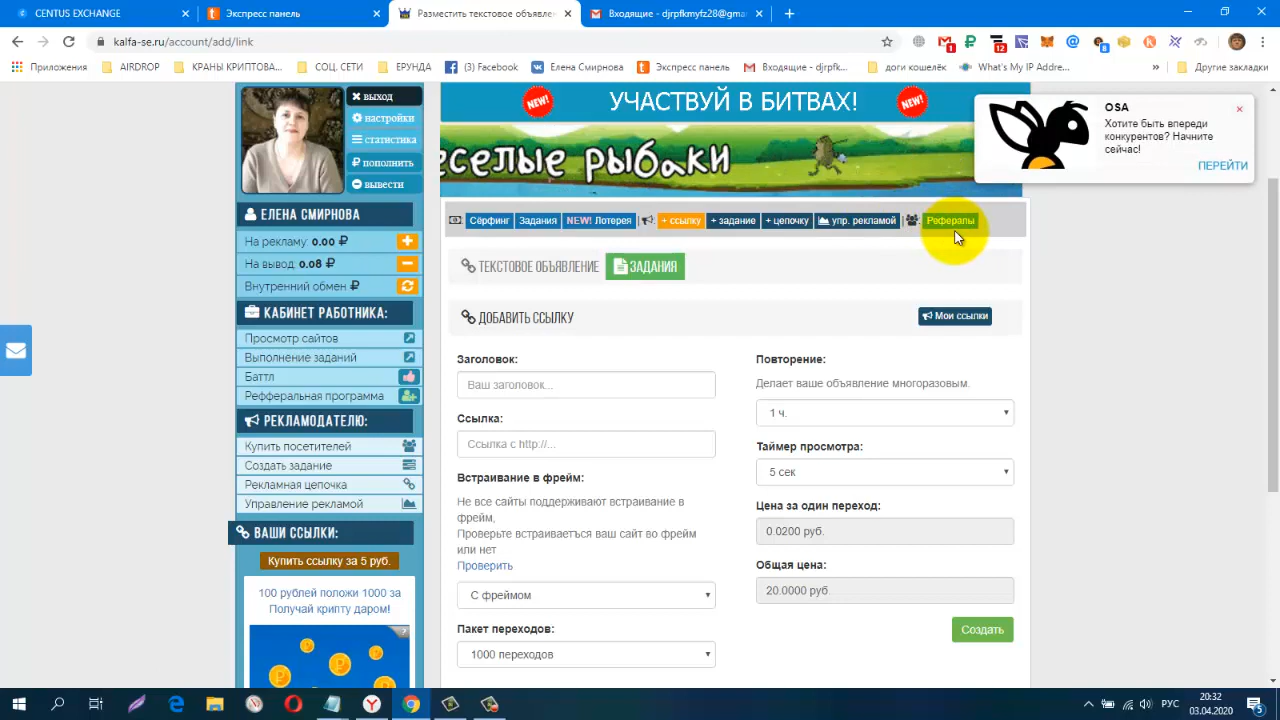 CENTUS EXCHANGE
Экспресс панель
Разместить текстовое объявле
Входящие - djrpfkmyfz28@gma
kalfa-se.ru/account/add/link
1
12
8
Приложения
AIRDROP
КРАНЫ КРИПТОВА...
СОЦ. СЕТИ
ЕРУНДА
(3) Facebook
Елена Смирнова
Экспресс панель
Входящие - djrpfk...
доги кошелёк
What's My IP Addre...
»
Другие закладки
выход
настройки
статистика
пополнить
вывести
NEW! УЧАСТВУЙ В БИТВАХ! NEW!
еселые рыбаки
OSA
Хотите быть впереди
конкурентов? Начните
сейчас!
ПЕРЕЙТИ
ЕЛЕНА СМИРНОВА
На рекламу: 0.00 ₽
На вывод: 0.08 ₽
Внутренний обмен ₽
КАБИНЕТ РАБОТНИКА:
Просмотр сайтов
Выполнение заданий
Баттл
Рефферальная программа
РЕКЛАМОДАТЕЛЮ:
Купить посетителей
Создать задание
Рекламная цепочка
Управление рекламой
ВАШИ ССЫЛКИ:
Купить ссылку за 5 руб.
100 рублей положи 1000 за
Получай крипту даром!
Сёрфинг Задания NEW! Лотерея | : + ссылку + задание + цепочку упр. рекламой | : Рефералы
ТЕКСТОВОЕ ОБЪЯВЛЕНИЕ ЗАДАНИЯ
ДОБАВИТЬ ССЫЛКУ
Мои ссылки
Заголовок:
Ваш заголовок...
Ссылка:
Ссылка с http://...
Встраивание в фрейм:
Не все сайты поддерживают встраивание в
фрейм,
Проверьте встраиваеться ваш сайт во фрейм
или нет
Проверить
С фреймом
Пакет переходов:
1000 переходов
Повторение:
Делает ваше объявление многоразовым.
1 ч.
Таймер просмотра:
5 сек
Цена за один переход:
0.0200 руб.
Общая цена:
20.0000 руб.
Создать
РУС
20:32
03.04.2020
5